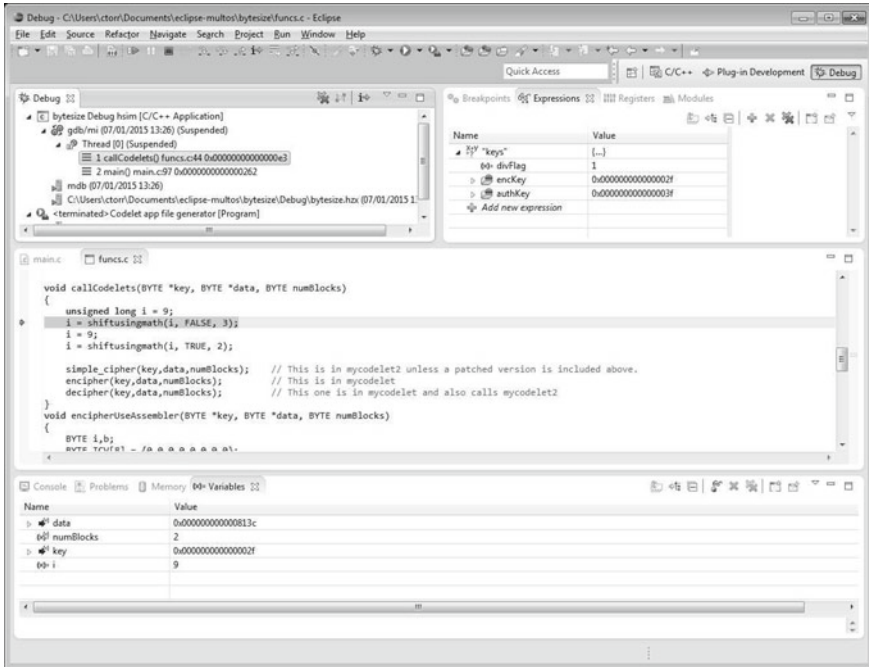 Debug - C:\Users\ctorr\Documents\eclipse-multos\bytesize\funcs.c - Eclipse
File Edit Source Refactor Navigate Search Project Run Window Help
Quick Access
C/C++ Plug-in Development Debug
Debug
bytesize Debug hsim [C/C++ Application]
gdb/mi (07/01/2015 13:26) (Suspended)
Thread [0] (Suspended)
1 callCodelets() funcs.c:44 0x00000000000000e3
2 main() main.c:97 0x0000000000000262
mdb (07/01/2015 13:26)
C:\Users\ctorr\Documents\eclipse-multos\bytesize\Debug\bytesize.hzx (07/01/2015 1
<terminated> Codelet app file generator [Program]
Breakpoints Expressions Registers Modules
Name Value
"keys" {...}
divFlag 1
encKey 0x000000000000002f
authKey 0x000000000000003f
Add new expression
main.c funcs.c
void callCodelets(BYTE *key, BYTE *data, BYTE numBlocks)
{
unsigned long i = 9;
i = shiftusingmath(i, FALSE, 3);
i = 9;
i = shiftusingmath(i, TRUE, 2);
simple_cipher(key,data,numBlocks); // This is in mycodelet2 unless a patched version is included above.
encipher(key,data,numBlocks); // This is in mycodelet
decipher(key,data,numBlocks); // This one is in mycodelet and also calls mycodelet2
}
void encipherUseAssembler(BYTE *key, BYTE *data, BYTE numBlocks)
{
BYTE i,b;
Console Problems Memory Variables
Name Value
data 0x000000000000813c
numBlocks 2
key 0x000000000000002f
i 9